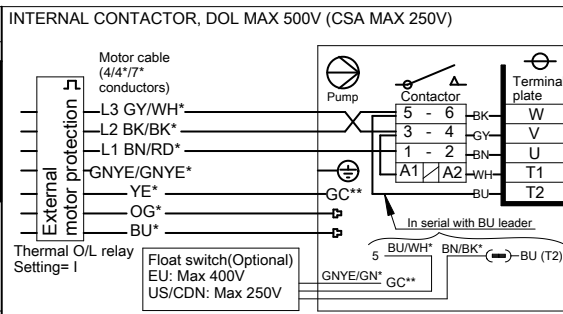 INTERNAL CONTACTOR, DOL MAX 500V (CSA MAX 250V)
Motor cable
(4/4*/7*
conductors)
External
motor protection
L3 GY/WH*
L2 BK/BK*
L1 BN/RD*
GNYE/GNYE*
YE*
OG*
BU*
GC**
Thermal O/L relay
Setting= I
Pump
Contactor
5 - 6
3 - 4
1 - 2
A1 A2
BK
GY
BN
WH
BU
Terminal
plate
W
V
U
T1
T2
In serial with BU leader
5 BU/WH* BN/BK* BU (T2)
GNYE/GN* GC**
Float switch(Optional)
EU: Max 400V
US/CDN: Max 250V